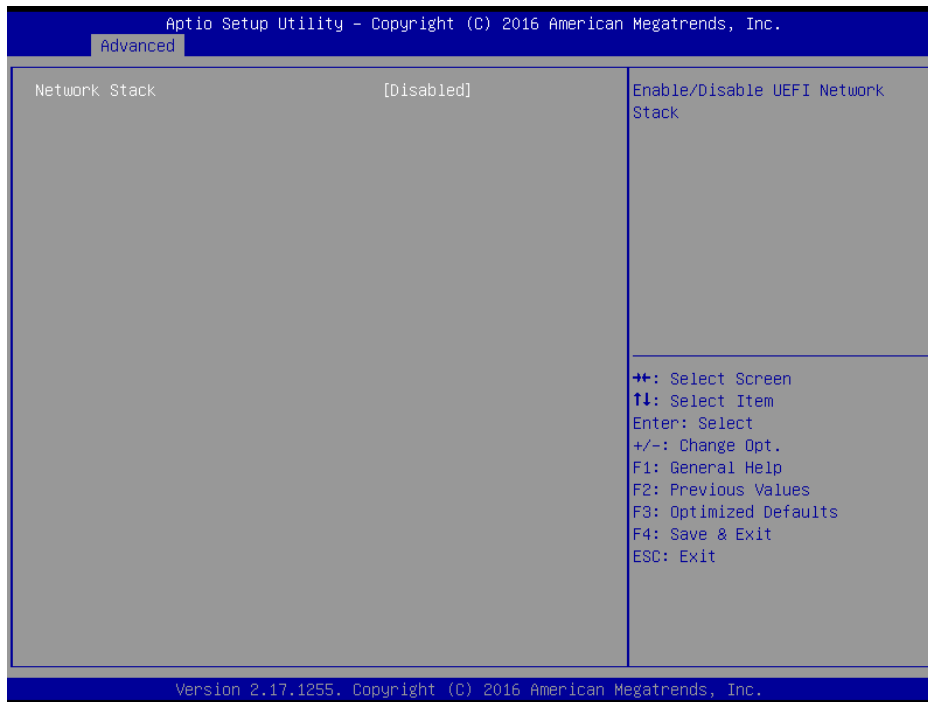 Aptio Setup Utility – Copyright (C) 2016 American Megatrends, Inc.
Advanced
Network Stack [Disabled]
Enable/Disable UEFI Network
Stack
→←: Select Screen
↑↓: Select Item
Enter: Select
+/-: Change Opt.
F1: General Help
F2: Previous Values
F3: Optimized Defaults
F4: Save & Exit
ESC: Exit
Version 2.17.1255. Copyright (C) 2016 American Megatrends, Inc.